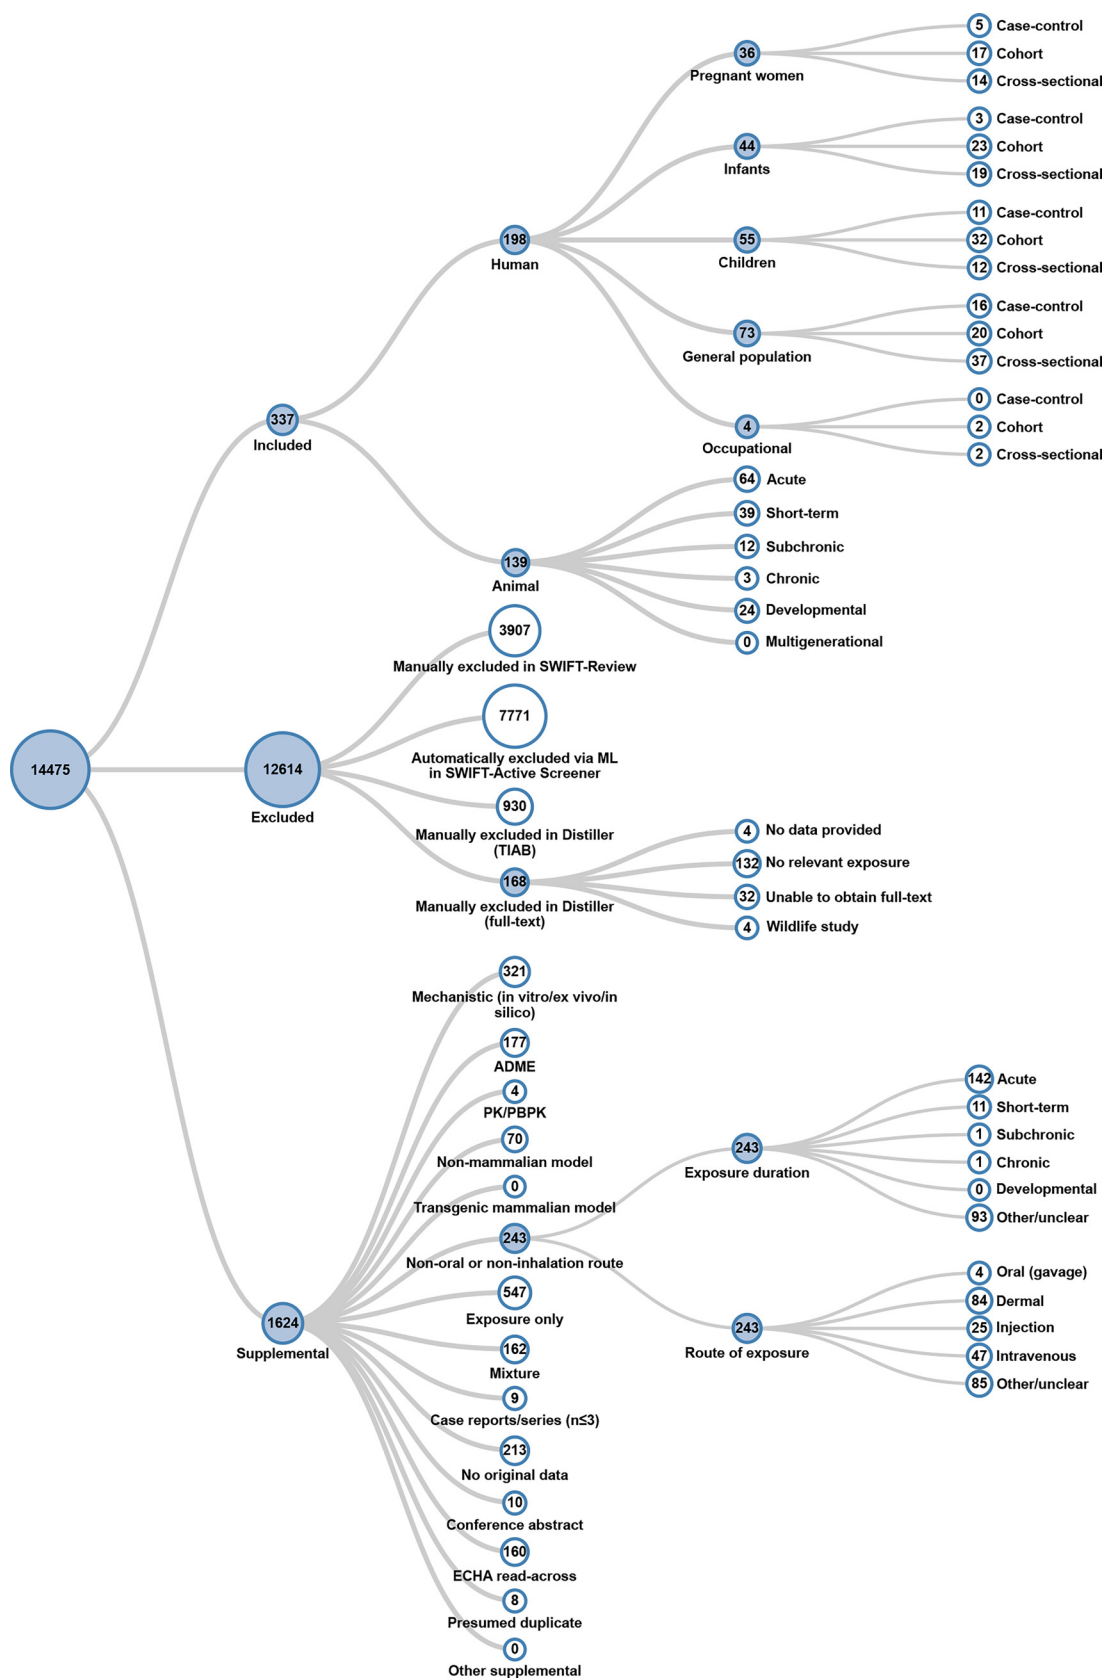 14475
337
Included
198
Human
36
Pregnant women
5 Case-control
17 Cohort
14 Cross-sectional
44
Infants
3 Case-control
23 Cohort
19 Cross-sectional
55
Children
11 Case-control
32 Cohort
12 Cross-sectional
73
General population
16 Case-control
20 Cohort
37 Cross-sectional
4
Occupational
0 Case-control
2 Cohort
2 Cross-sectional
139
Animal
64 Acute
39 Short-term
12 Subchronic
3 Chronic
24 Developmental
0 Multigenerational
12614
Excluded
3907
Manually excluded in SWIFT-Review
7771
Automatically excluded via ML
in SWIFT-Active Screener
930
Manually excluded in Distiller
(TIAB)
168
Manually excluded in Distiller
(full-text)
4 No data provided
132 No relevant exposure
32 Unable to obtain full-text
4 Wildlife study
1624
Supplemental
321
Mechanistic (in vitro/ex vivo/in
silico)
177
ADME
4
PK/PBPK
70
Non-mammalian model
0
Transgenic mammalian model
243
Non-oral or non-inhalation route
243
Exposure duration
142 Acute
11 Short-term
1 Subchronic
1 Chronic
0 Developmental
93 Other/unclear
243
Route of exposure
4 Oral (gavage)
84 Dermal
25 Injection
47 Intravenous
85 Other/unclear
547
Exposure only
162
Mixture
9
Case reports/series (n≤3)
213
No original data
10
Conference abstract
160
ECHA read-across
8
Presumed duplicate
0
Other supplemental